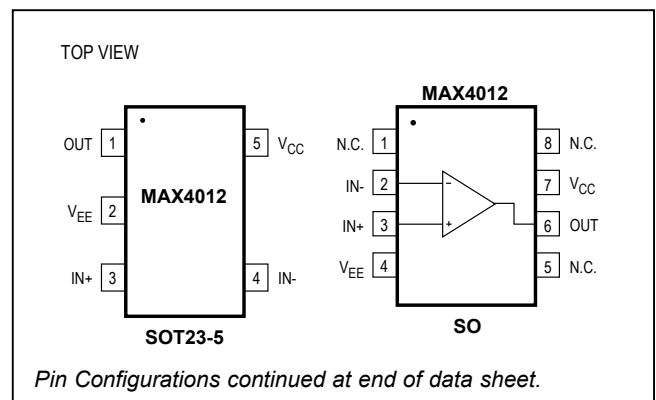 TOP VIEW
OUT 1
VEE 2
IN+ 3
MAX4012
5 VCC
4 IN-
SOT23-5
MAX4012
N.C. 1
IN- 2
IN+ 3
VEE 4
-
+
8 N.C.
7 VCC
6 OUT
5 N.C.
SO
Pin Configurations continued at end of data sheet.